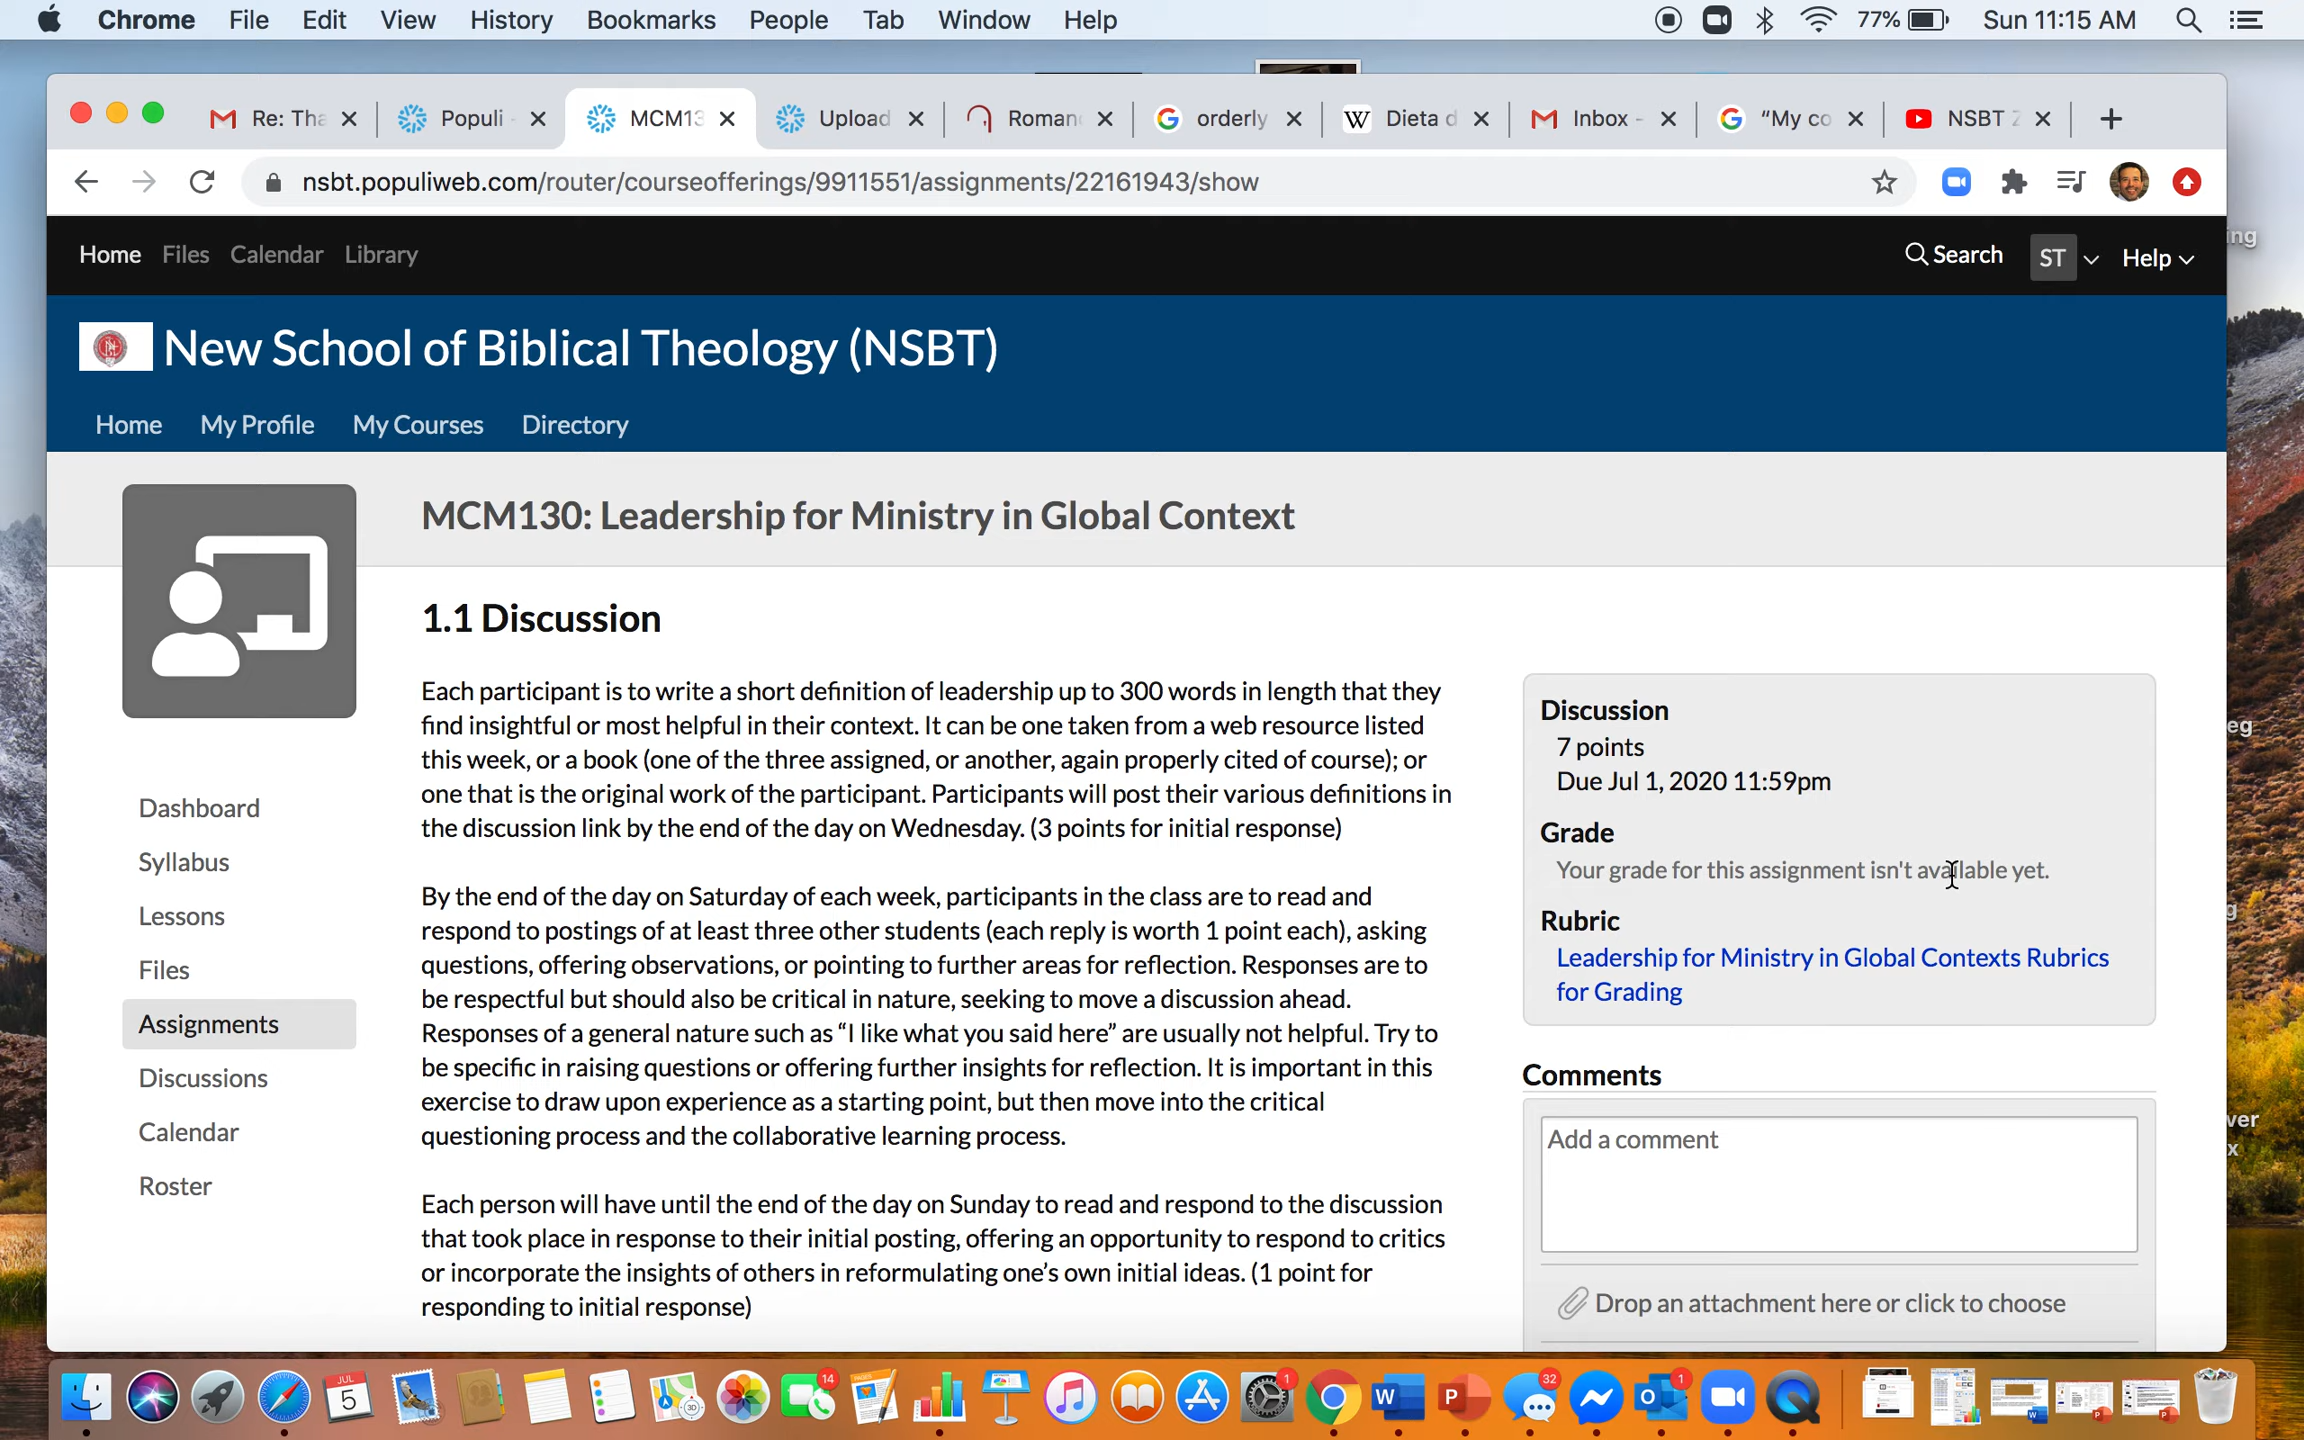 Chrome File Edit View History Bookmarks People Tab Window Help 77% Sun 11:15 AM
Re: Tha Populi - MCM13 Upload Roman orderly Dieta d Inbox - "My co NSBT Z
nsbt.populiweb.com/router/courseofferings/9911551/assignments/22161943/show
Home Files Calendar Library Search ST Help
New School of Biblical Theology (NSBT)
Home My Profile My Courses Directory
MCM130: Leadership for Ministry in Global Context
1.1 Discussion
Each participant is to write a short definition of leadership up to 300 words in length that they
find insightful or most helpful in their context. It can be one taken from a web resource listed
this week, or a book (one of the three assigned, or another, again properly cited of course); or
one that is the original work of the participant. Participants will post their various definitions in
the discussion link by the end of the day on Wednesday. (3 points for initial response)
By the end of the day on Saturday of each week, participants in the class are to read and
respond to postings of at least three other students (each reply is worth 1 point each), asking
questions, offering observations, or pointing to further areas for reflection. Responses are to
be respectful but should also be critical in nature, seeking to move a discussion ahead.
Responses of a general nature such as “I like what you said here” are usually not helpful. Try to
be specific in raising questions or offering further insights for reflection. It is important in this
exercise to draw upon experience as a starting point, but then move into the critical
questioning process and the collaborative learning process.
Each person will have until the end of the day on Sunday to read and respond to the discussion
that took place in response to their initial posting, offering an opportunity to respond to critics
or incorporate the insights of others in reformulating one’s own initial ideas. (1 point for
responding to initial response)
Dashboard
Syllabus
Lessons
Files
Assignments
Discussions
Calendar
Roster
Discussion
7 points
Due Jul 1, 2020 11:59pm
Grade
Your grade for this assignment isn't available yet.
Rubric
Leadership for Ministry in Global Contexts Rubrics
for Grading
Comments
Add a comment
Drop an attachment here or click to choose
ing
eg
g
ver
x
JUL
5
3D
14
1
W
P
32
O
1
W
P
P